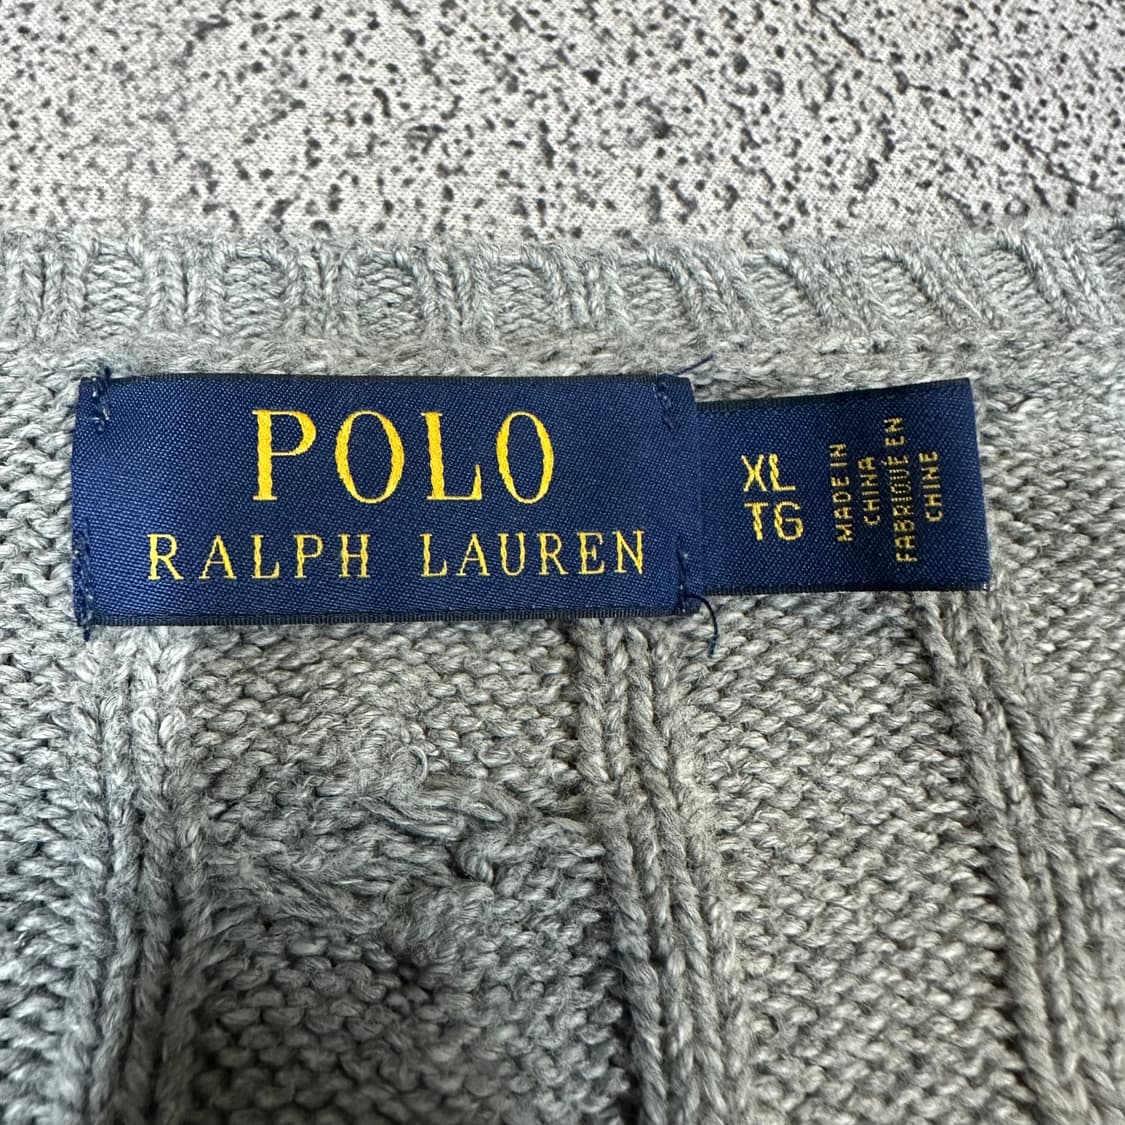 POLO
RALPH LAUREN
XL
TG
MADE IN
CHINA
FABRIQUÉ EN
CHINE